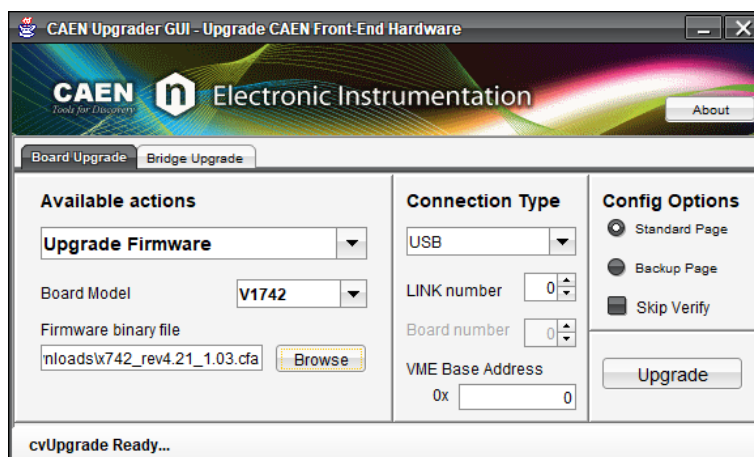 CAEN Upgrader GUI - Upgrade CAEN Front-End Hardware
CAEN n Electronic Instrumentation
Tools for Discovery
About
Board Upgrade Bridge Upgrade
Available actions
Upgrade Firmware
Board Model V1742
Firmware binary file
nloads\x742_rev4.21_1.03.cfa Browse
Connection Type
USB
LINK number 0
Board number 0
VME Base Address
0x 0
Config Options
Standard Page
Backup Page
Skip Verify
Upgrade
cvUpgrade Ready...